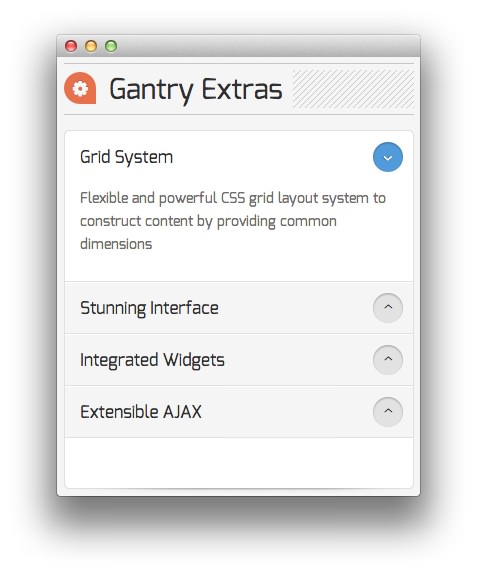 Gantry Extras
Grid System
Flexible and powerful CSS grid layout system to
construct content by providing common
dimensions
Stunning Interface
Integrated Widgets
Extensible AJAX